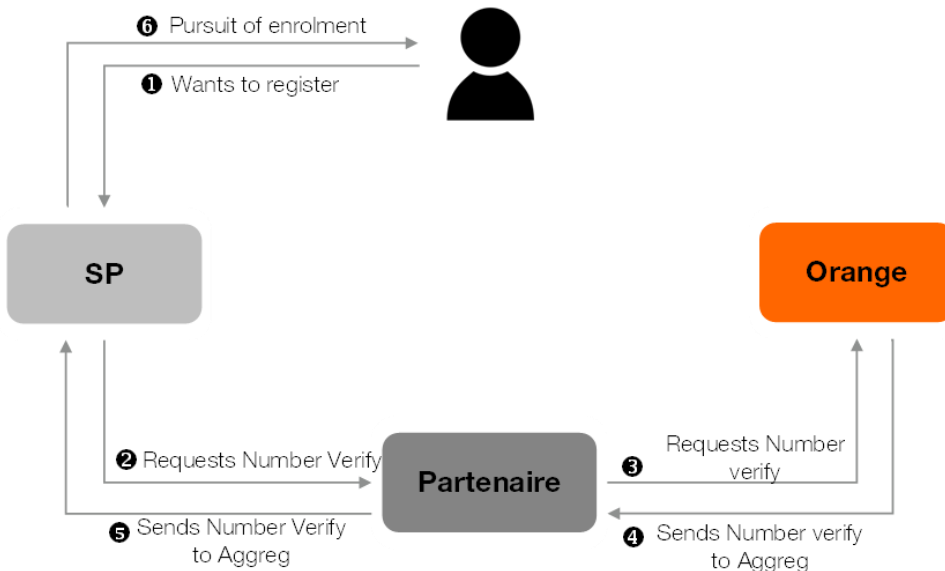 ❻ Pursuit of enrolment
❶ Wants to register
SP
Orange
❷ Requests Number Verify
Partenaire
❸ Requests Number
verify
❺ Sends Number Verify
to Aggreg
❹ Sends Number verify
to Aggreg